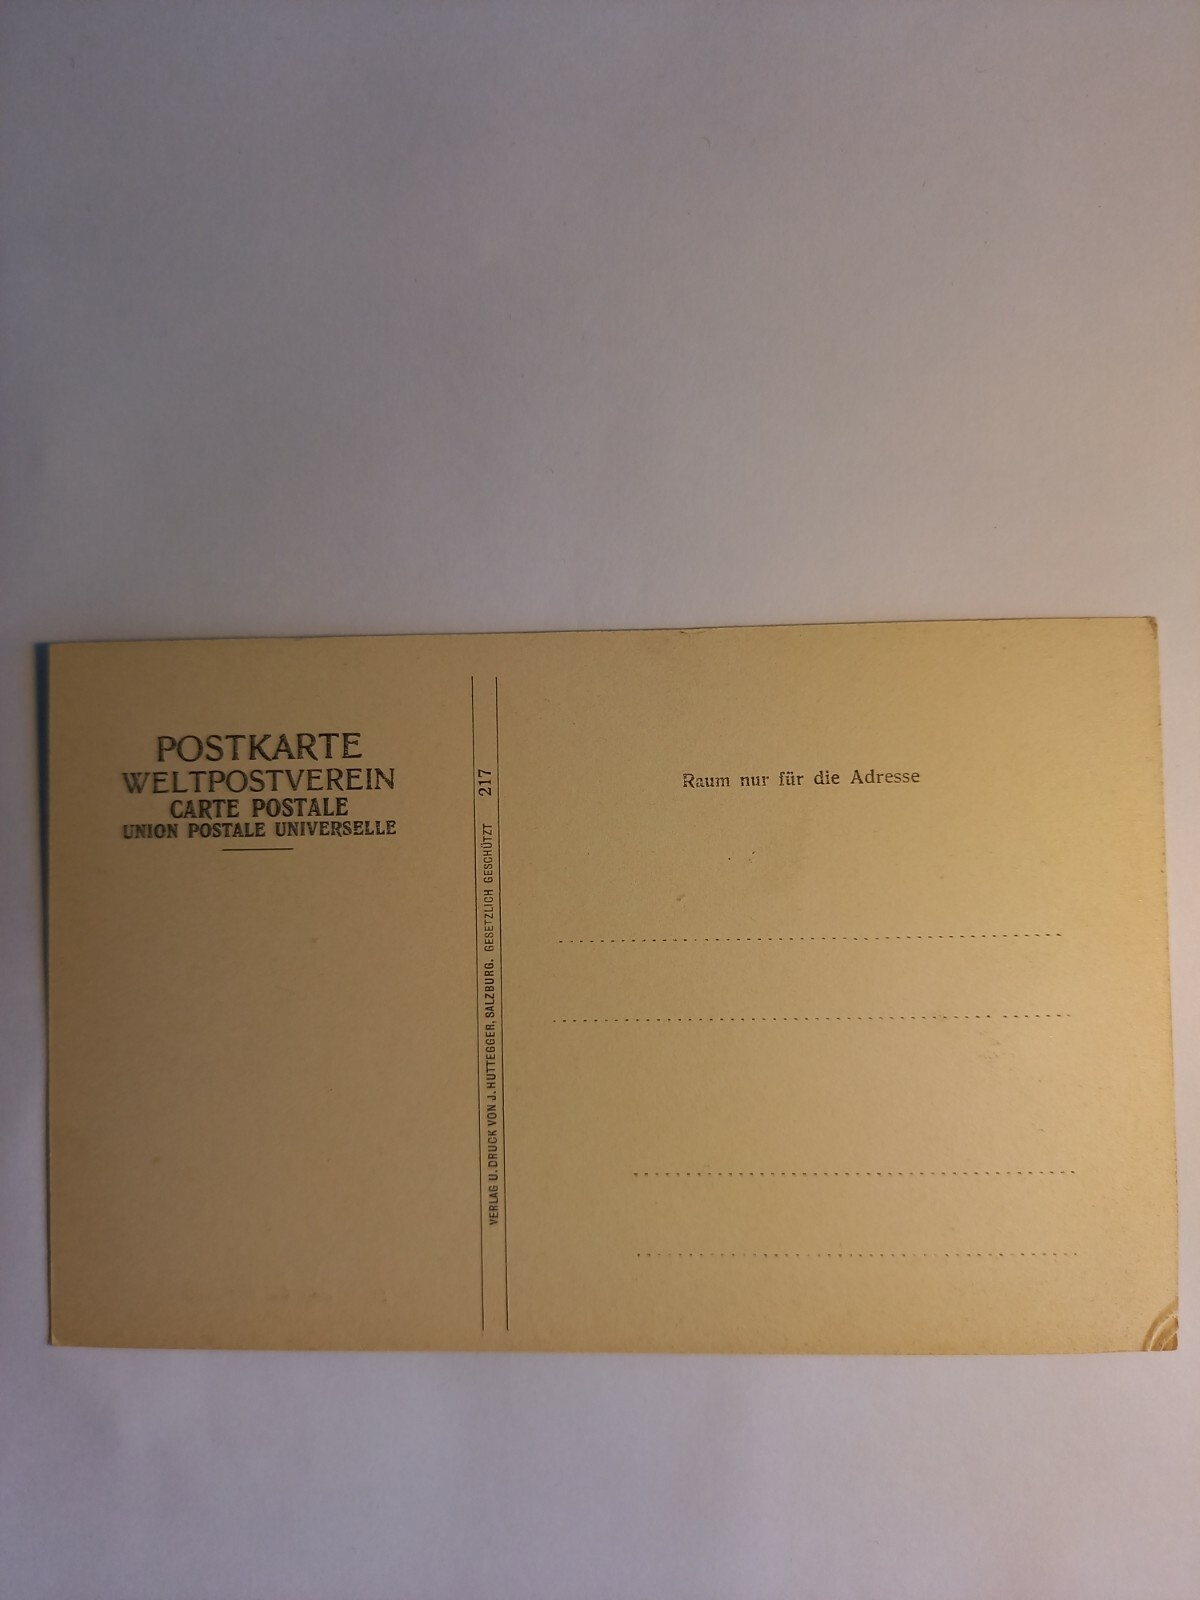 POSTKARTE
WELTPOSTVEREIN
CARTE POSTALE
UNION POSTALE UNIVERSELLE
VERLAG U. DRUCK VON J. HUTTEGGER, SALZBURG. GESETZLICH GESCHÜTZT 217
Raum nur für die Adresse